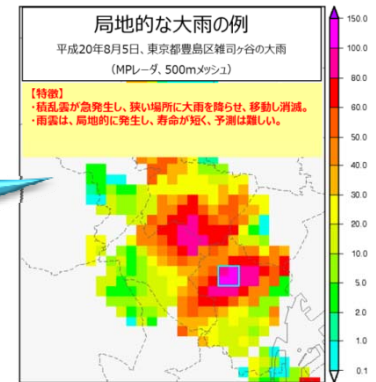 局地的な大雨の例
平成20年8月5日、東京都豊島区雑司ヶ谷の大雨
（MPレーダ、500mメッシュ）
【特徴】
・積乱雲が急発生し、狭い場所に大雨を降らせ、移動し消滅。
・雨雲は、局地的に発生し、寿命が短く、予測は難しい。
150.0
100.0
80.0
60.0
50.0
40.0
30.0
20.0
10.0
5.0
2.0
1.0
0.1